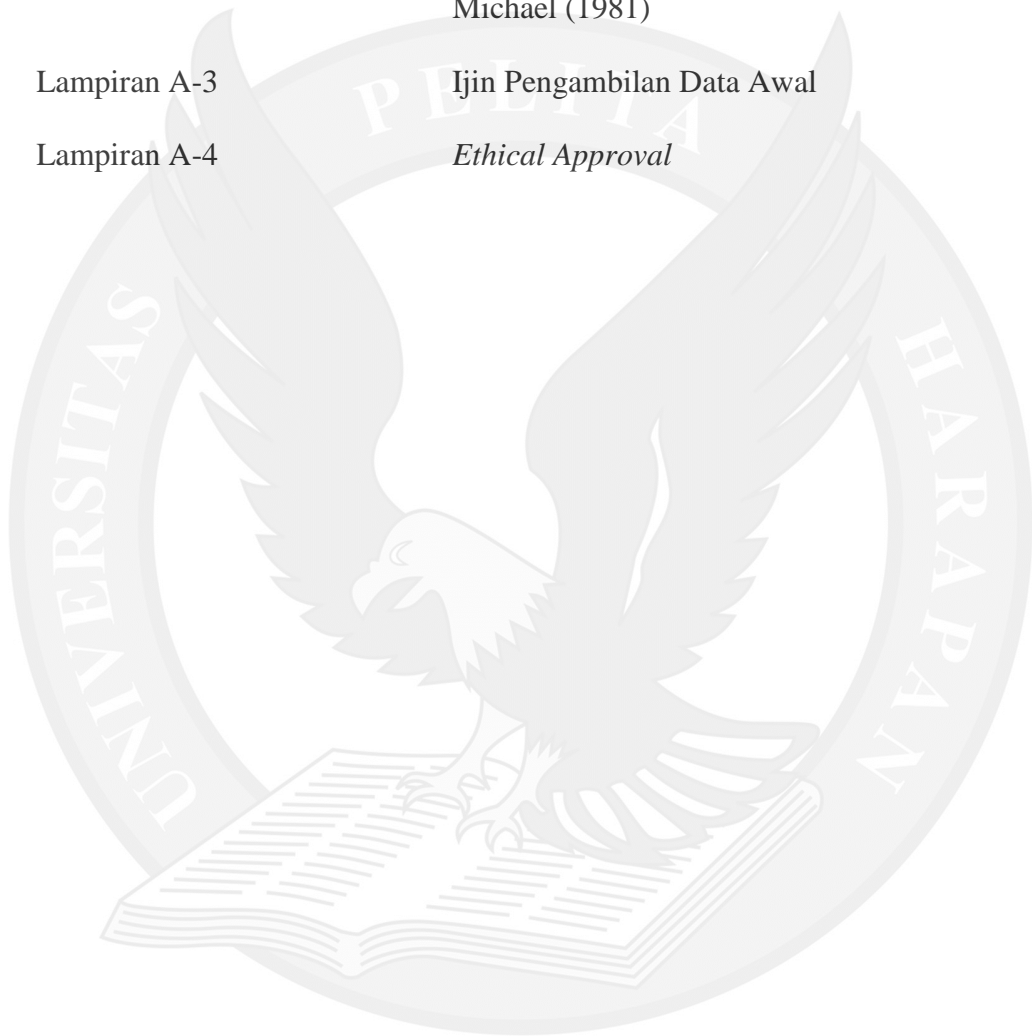 Michael (1981)
Lampiran A-3 Ijin Pengambilan Data Awal
Lampiran A-4 Ethical Approval
UNIVERSITAS PELITA HARAPAN